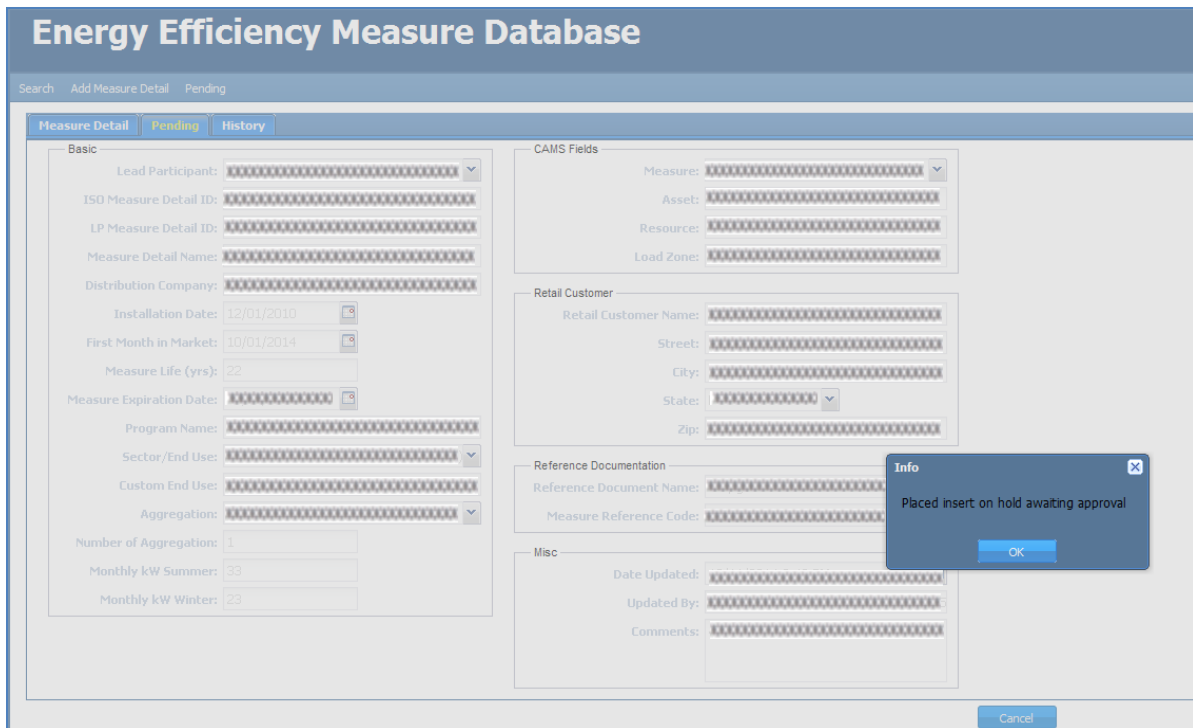 Energy Efficiency Measure Database
Search Add Measure Detail Pending
Measure Detail Pending History
Basic
Lead Participant:
ISO Measure Detail ID:
LP Measure Detail ID:
Measure Detail Name:
Distribution Company:
Installation Date: 12/01/2010
First Month in Market: 10/01/2014
Measure Life (yrs): 22
Measure Expiration Date:
Program Name:
Sector/End Use:
Custom End Use:
Aggregation:
Number of Aggregation: 1
Monthly kW Summer: 33
Monthly kW Winter: 23
CAMS Fields
Measure:
Asset:
Resource:
Load Zone:
Retail Customer
Retail Customer Name:
Street:
City:
State:
Zip:
Reference Documentation
Reference Document Name:
Measure Reference Code:
Misc
Date Updated:
Updated By:
Comments:
Info
Placed insert on hold awaiting approval
OK
Cancel